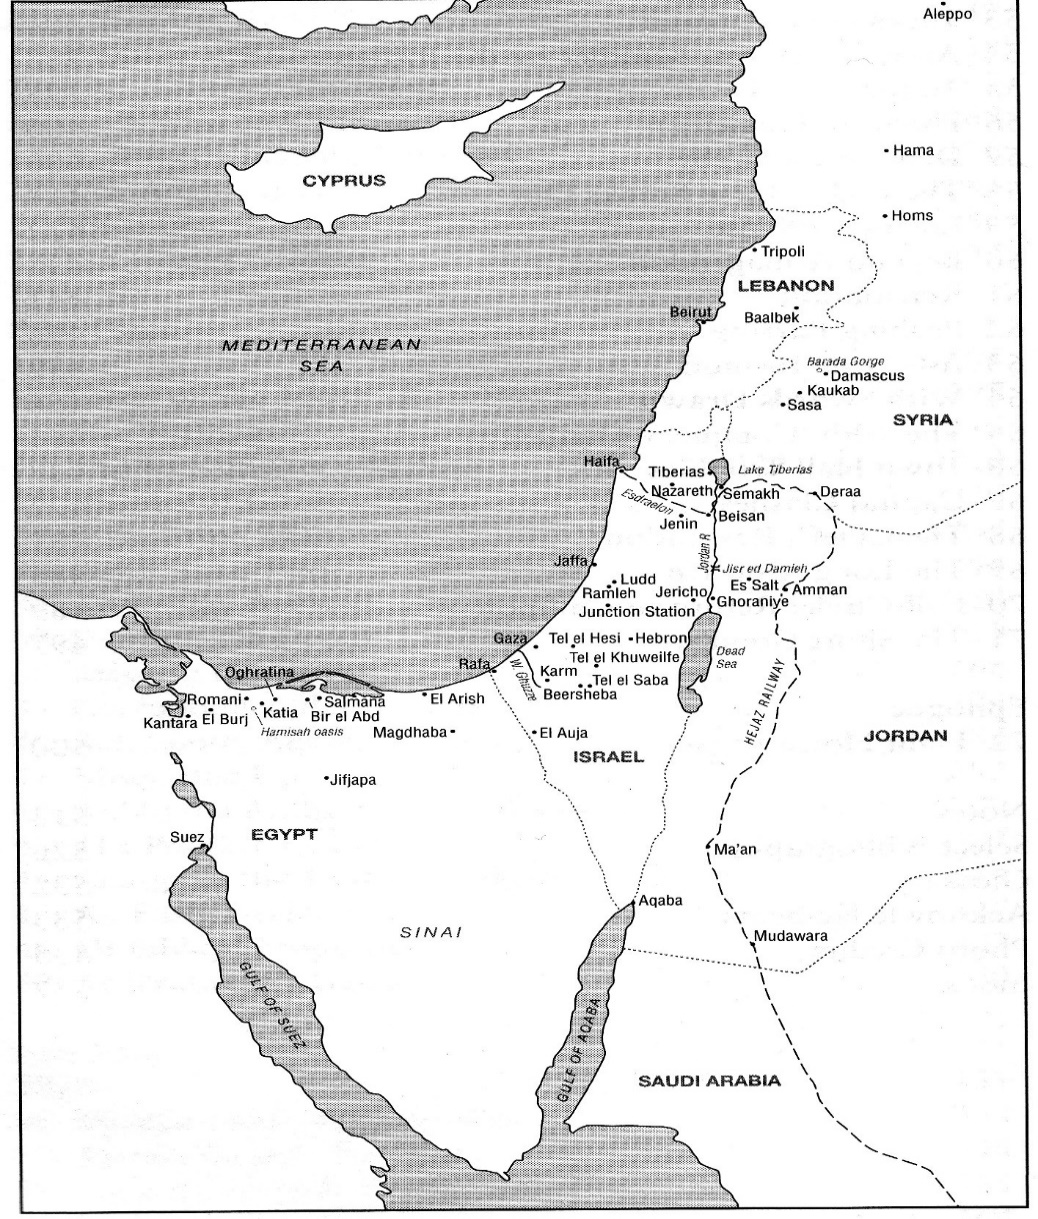 Aleppo
Hama
CYPRUS
Homs
Tripoli
LEBANON
Beirut
Baalbek
MEDITERRANEAN
SEA
Barada Gorge
Damascus
Kaukab
Sasa
SYRIA
Haifa
Tiberias
Lake Tiberias
Nazareth
Semakh
Deraa
Esdraelon
Beisan
Jenin
Jordan R
Jaffa
Jisr ed Damieh
Ludd
Es Salt
Amman
Ramleh
Jericho
Ghoraniye
Junction Station
Gaza
Tel el Hesi
Hebron
Dead
Sea
Tel el Khuweilfe
Rafa
W. Ghuzze
Karm
Tel el Saba
Beersheba
Oghratina
Romani
Salmana
El Arish
Katia
Bir el Abd
Kantara
El Burj
Hamisah oasis
Magdhaba
El Auja
ISRAEL
HEJAZ RAILWAY
JORDAN
Jifjapa
Suez
EGYPT
Ma'an
Aqaba
SINAI
Mudawara
GULF OF SUEZ
GULF OF AQABA
SAUDI ARABIA